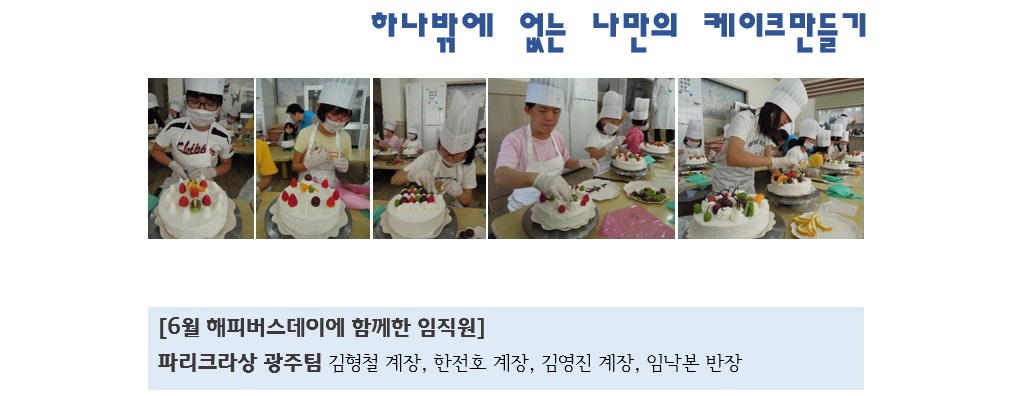 하나밖에 없는 나만의 케이크만들기
[6월 해피버스데이에 함께한 임직원]
파리크라상 광주팀 김형철 계장, 한전호 계장, 김영진 계장, 임낙본 반장